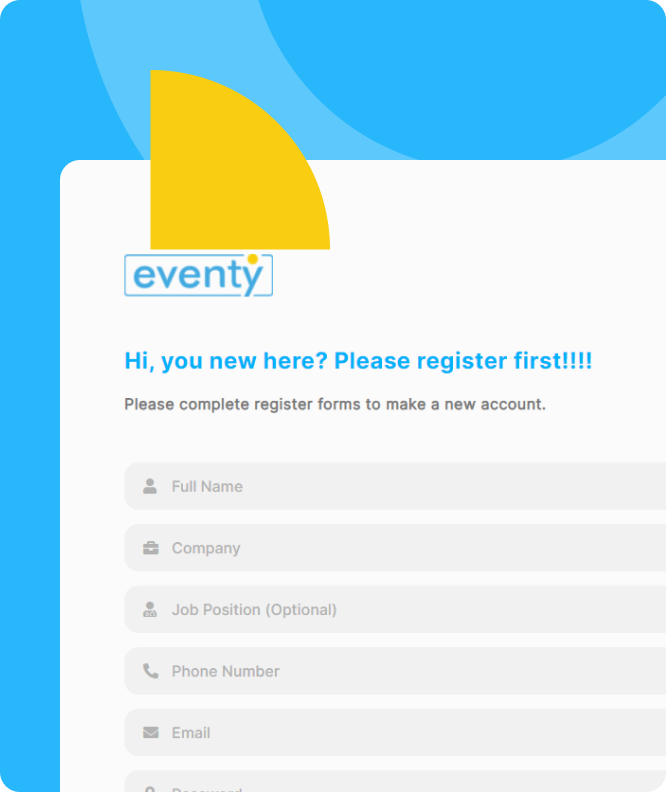 eventy
Hi, you new here? Please register first!!!!
Please complete register forms to make a new account.
Full Name
Company
Job Position (Optional)
Phone Number
Email